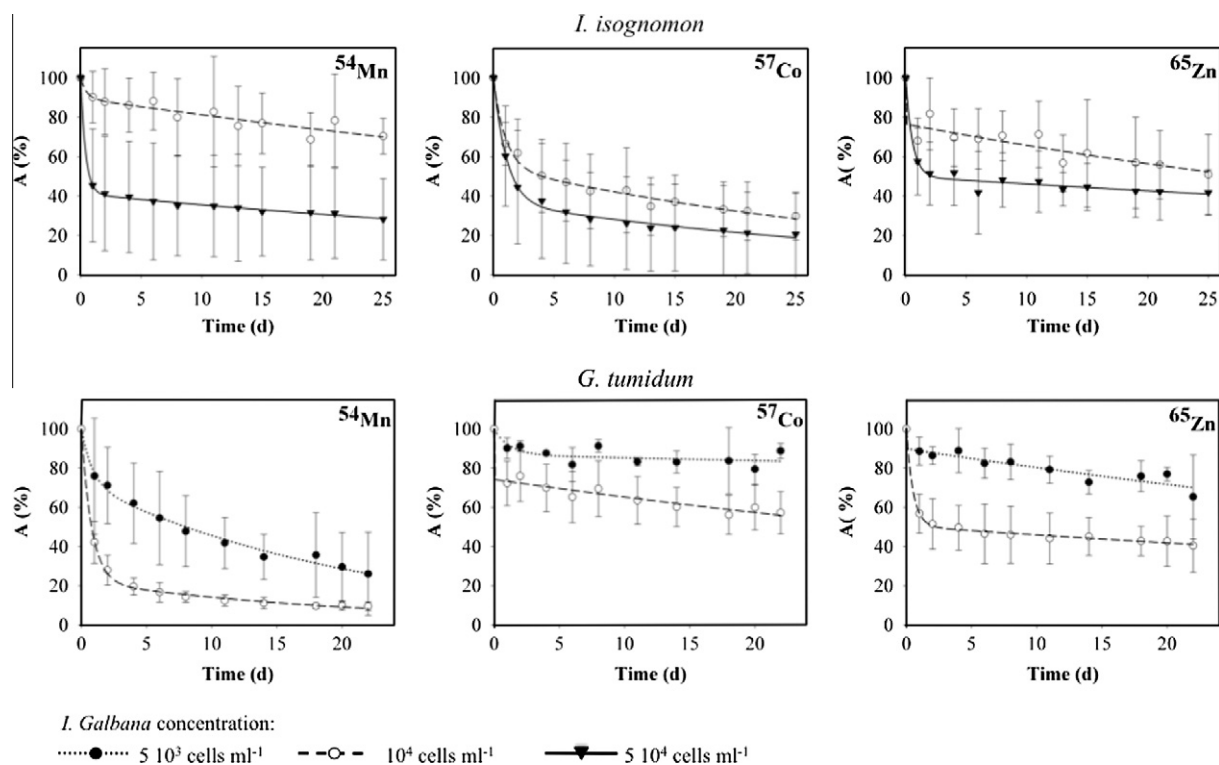 I. isognomon
54Mn
57Co
65Zn
A (%)
100
80
60
40
20
0
0 5 10 15 20 25
Time (d)
A (%)
100
80
60
40
20
0
0 5 10 15 20 25
Time (d)
A( %)
100
80
60
40
20
0
0 5 10 15 20 25
Time (d)
G. tumidum
54Mn
57Co
65Zn
A (%)
100
80
60
40
20
0
0 5 10 15 20
Time (d)
A (%)
100
80
60
40
20
0
0 5 10 15 20
Time (d)
A( %)
100
80
60
40
20
0
0 5 10 15 20
Time (d)
I. Galbana concentration:
5 10³ cells ml⁻¹ 10⁴ cells ml⁻¹ 5 10⁴ cells ml⁻¹